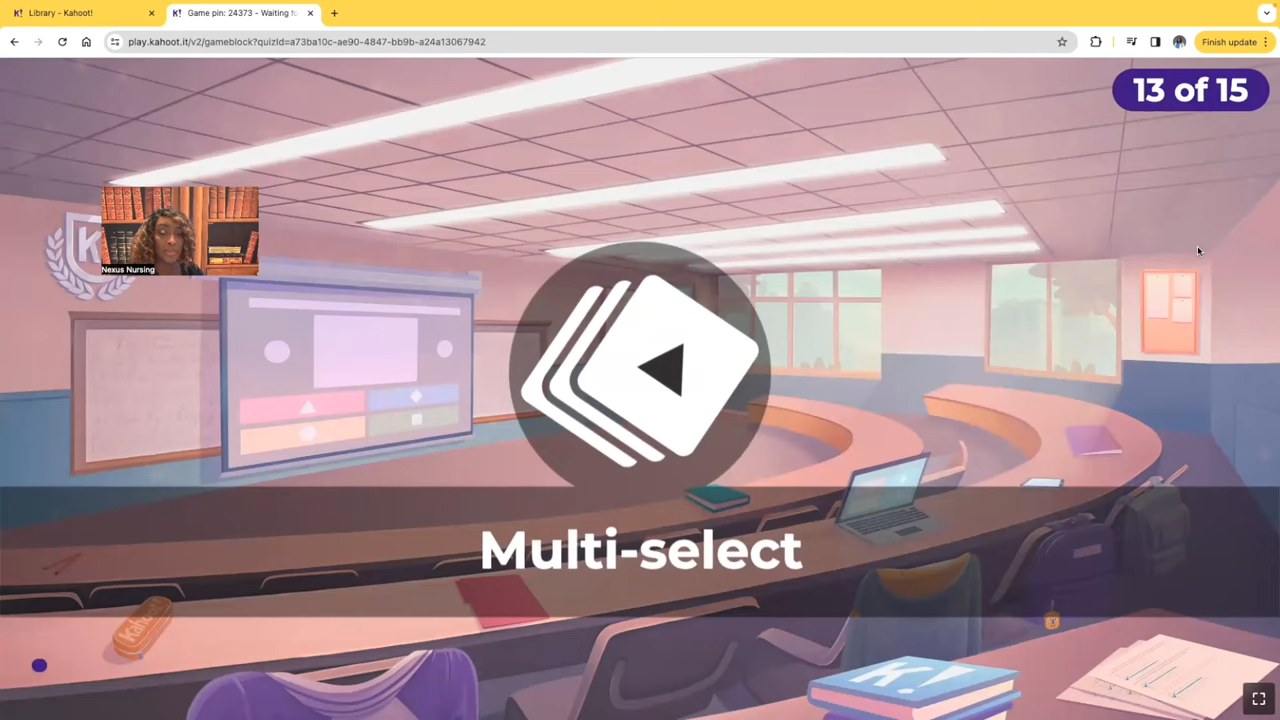 Library - Kahoot!
Game pin: 24373 - Waiting fo
play.kahoot.it/v2/gameblock?quizId=a73ba10c-ae90-4847-bb9b-a24a13067942
Finish update
13 of 15
K
Nexus Nursing
Multi-select
Kahoot!
K!